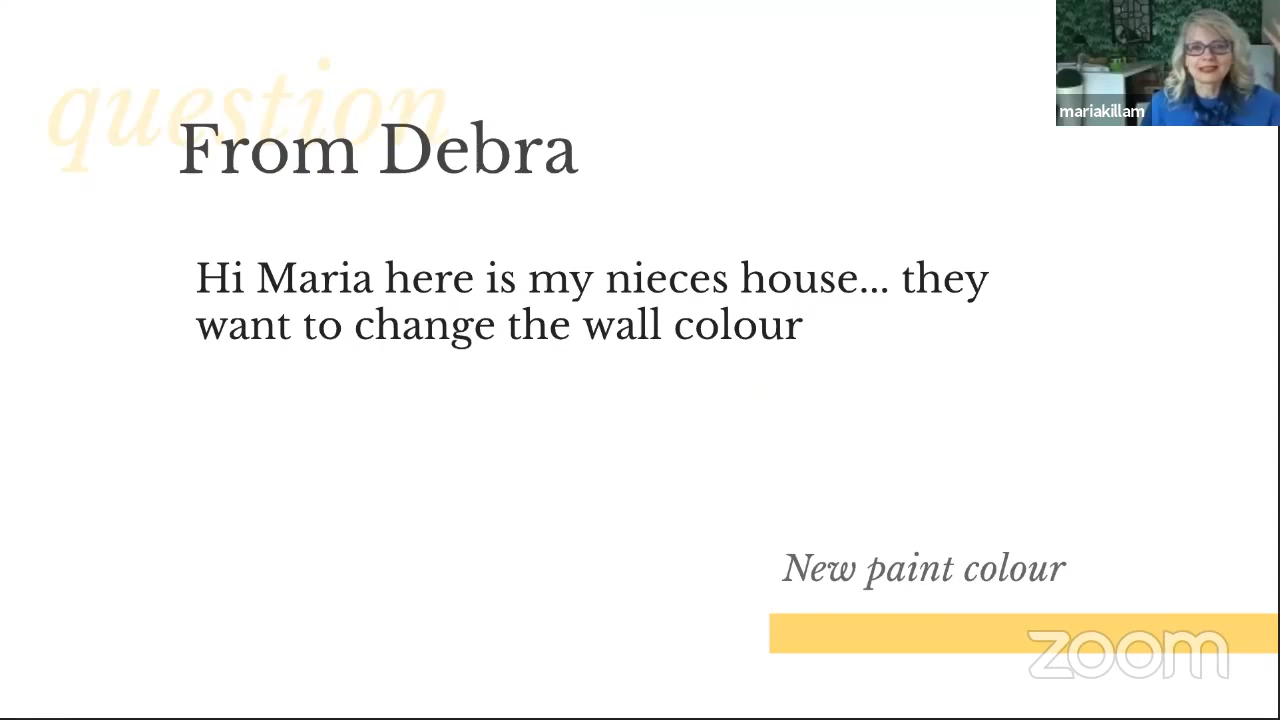 question
From Debra
mariakillam
Hi Maria here is my nieces house... they
want to change the wall colour
New paint colour
zoom